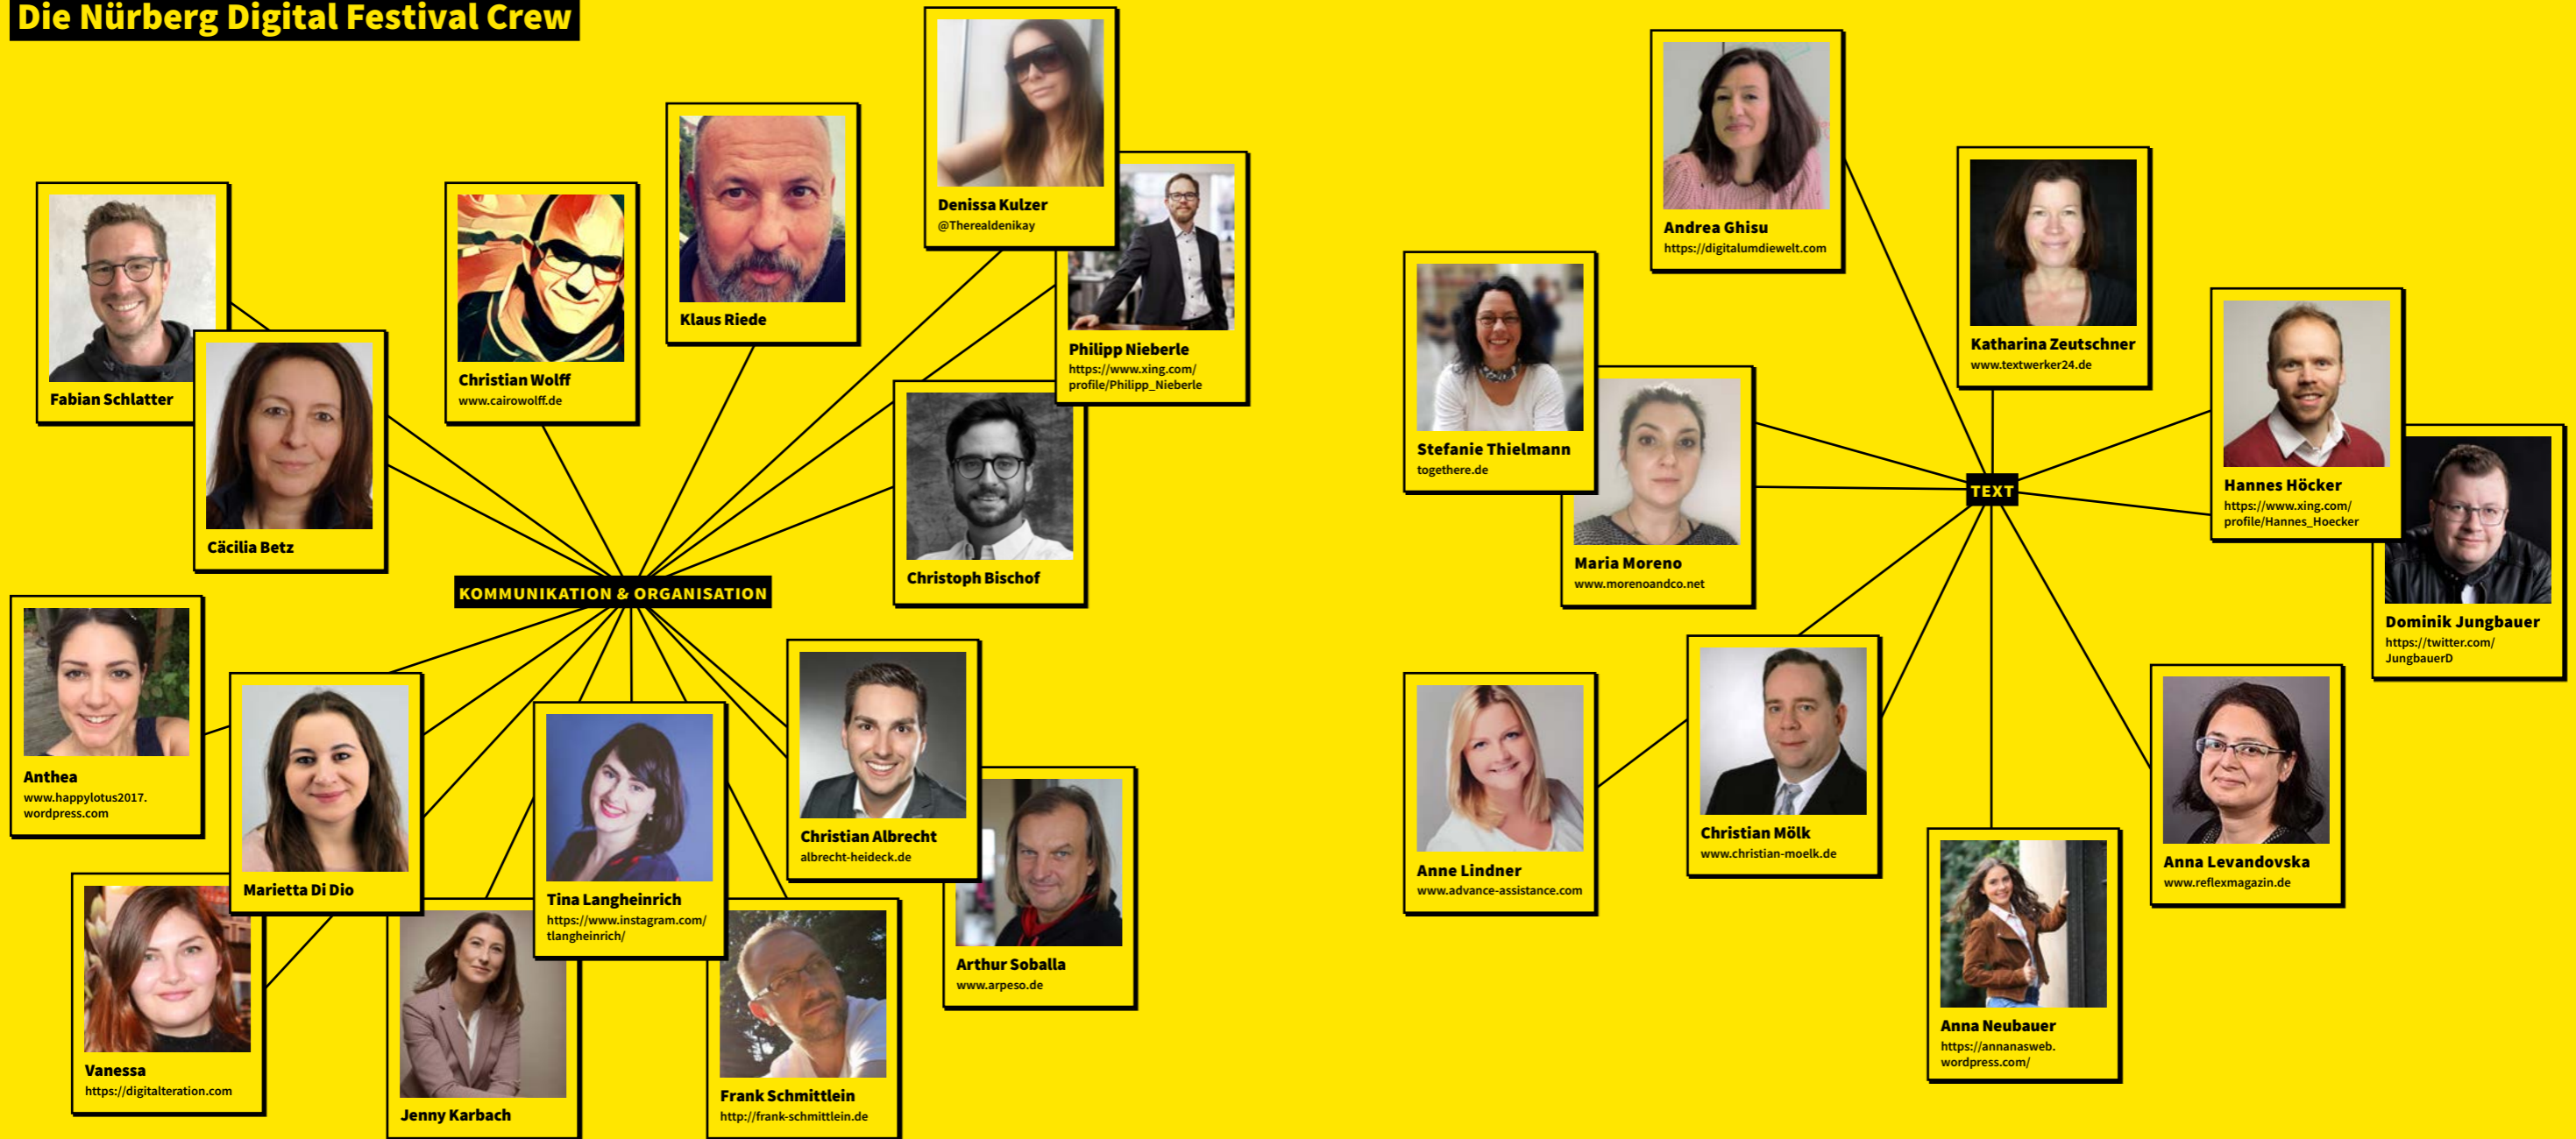 Die Nürberg Digital Festival Crew
Fabian Schlatter
Cäcilia Betz
Christian Wolff
www.cairowolff.de
Klaus Riede
Denissa Kulzer
@Therealdenikay
Philipp Nieberle
https://www.xing.com/
profile/Philipp_Nieberle
Christoph Bischof
KOMMUNIKATION & ORGANISATION
Anthea
www.happylotus2017.
wordpress.com
Marietta Di Dio
Vanessa
https://digitalteration.com
Jenny Karbach
Tina Langheinrich
https://www.instagram.com/
tlangheinrich/
Frank Schmittlein
http://frank-schmittlein.de
Christian Albrecht
albrecht-heideck.de
Arthur Soballa
www.arpeso.de
Andrea Ghisu
https://digitalumdiewelt.com
Katharina Zeutschner
www.textwerker24.de
Stefanie Thielmann
togethere.de
Maria Moreno
www.morenoandco.net
TEXT
Hannes Höcker
https://www.xing.com/
profile/Hannes_Hoecker
Dominik Jungbauer
https://twitter.com/
JungbauerD
Anne Lindner
www.advance-assistance.com
Christian Mölk
www.christian-moelk.de
Anna Levandovska
www.reflexmagazin.de
Anna Neubauer
https://annanasweb.
wordpress.com/